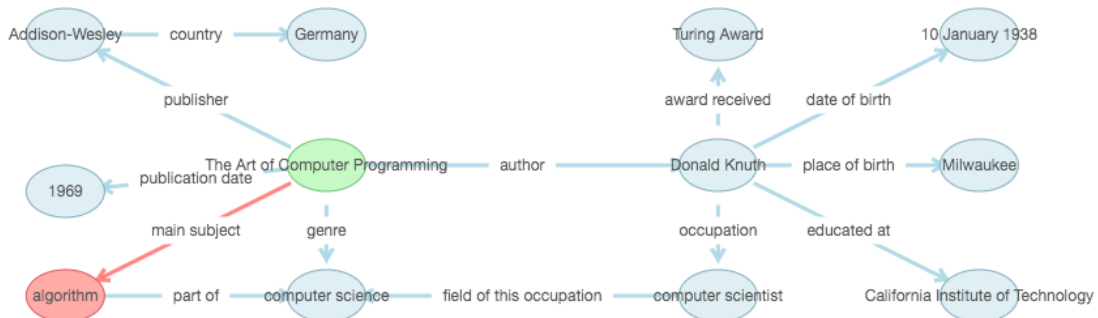 Addison-Wesley country Germany Turing Award 10 January 1938
publisher award received date of birth
The Art of Computer Programming author Donald Knuth place of birth Milwaukee
publication date
1969
main subject genre occupation educated at
algorithm part of computer science field of this occupation computer scientist California Institute of Technology